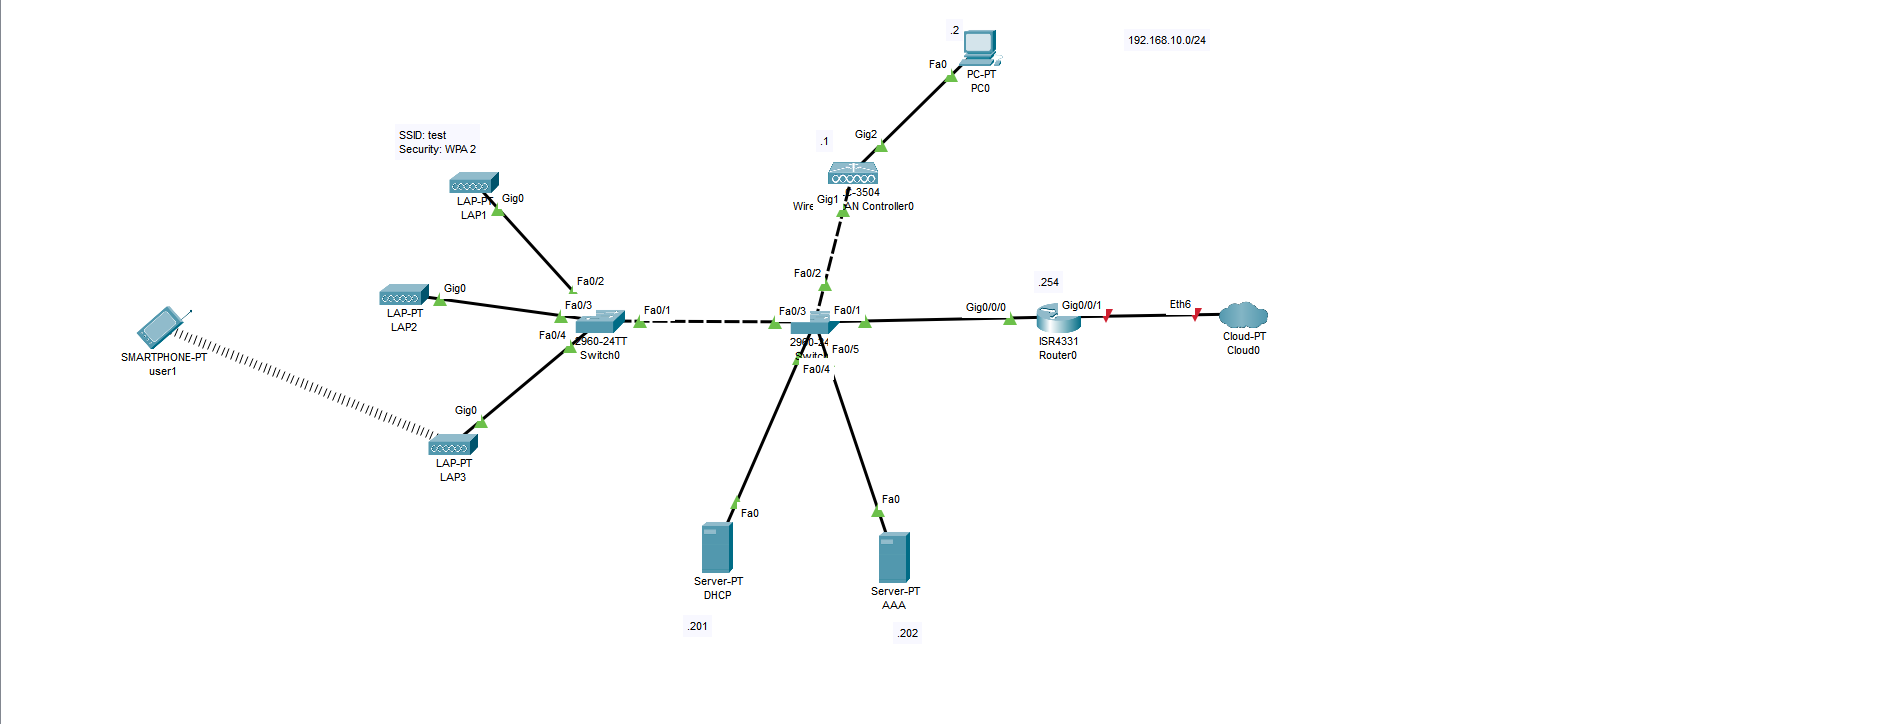 .2
192.168.10.0/24
Fa0
PC-PT
PC0
SSID: test
Security: WPA 2
.1
Gig2
LAP-PT
LAP1
Gig0
C-3504
Gig1
AN Controller0
Fa0/2
Gig0
Fa0/2
.254
LAP-PT
LAP2
Fa0/3
Fa0/1
Fa0/3
Fa0/1
Gig0/0/0
Gig0/0/1
Eth6
Fa0/4
2960-24TT
Switch0
Fa0/5
Fa0/4
ISR4331
Router0
Cloud-PT
Cloud0
SMARTPHONE-PT
user1
Gig0
LAP-PT
LAP3
Fa0
Fa0
Server-PT
DHCP
Server-PT
AAA
.201
.202